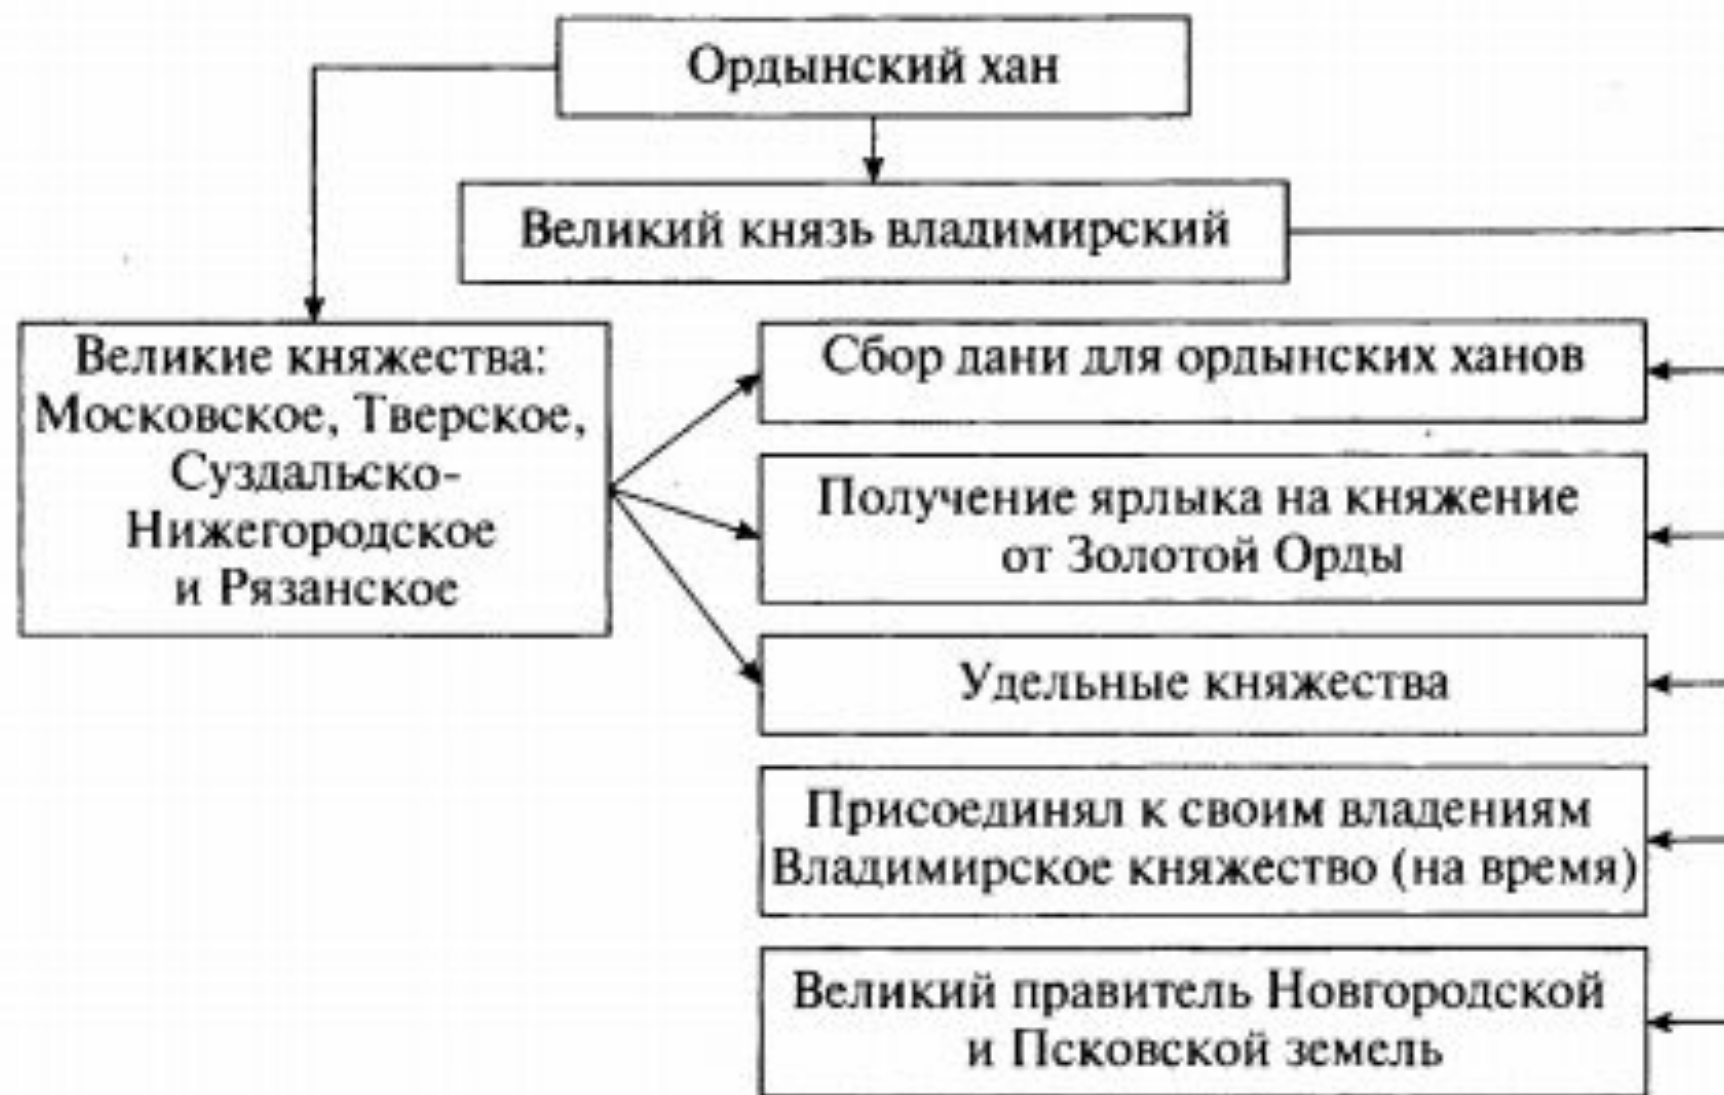 Ордынский хан
Великий князь владимирский
Великие княжества:
Московское, Тверское,
Суздальско-
Нижегородское
и Рязанское
Сбор дани для ордынских ханов
Получение ярлыка на княжение
от Золотой Орды
Удельные княжества
Присоединял к своим владениям
Владимирское княжество (на время)
Великий правитель Новгородской
и Псковской земель